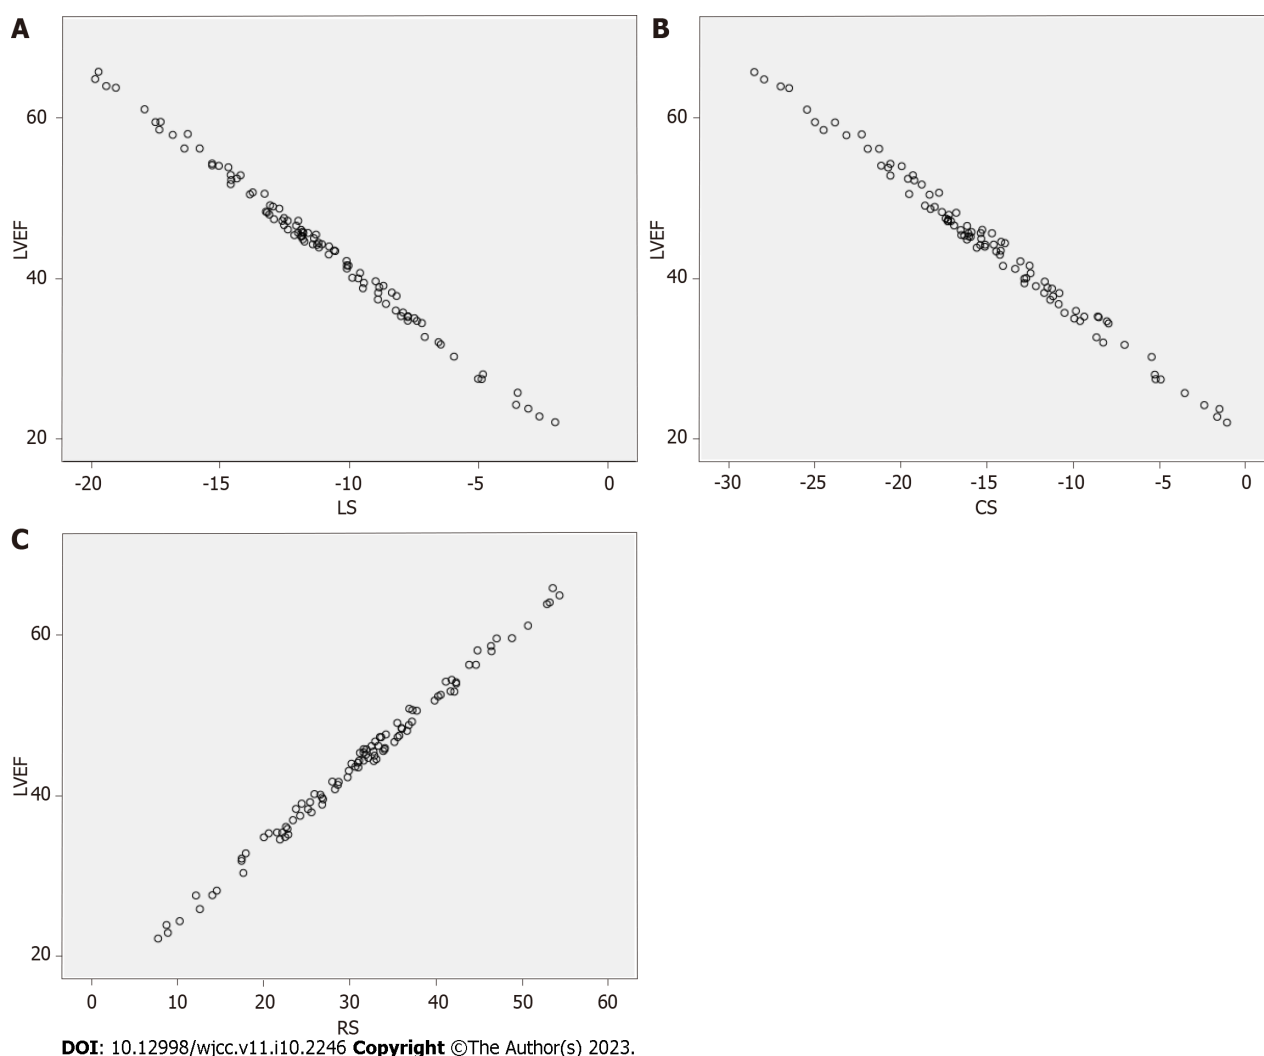 A
B
LVEF
60
40
20
-20 -15 -10 -5 0
LS
LVEF
60
40
20
-30 -25 -20 -15 -10 -5 0
CS
C
LVEF
60
40
20
0 10 20 30 40 50 60
RS
DOI: 10.12998/wjcc.v11.i10.2246 Copyright ©The Author(s) 2023.